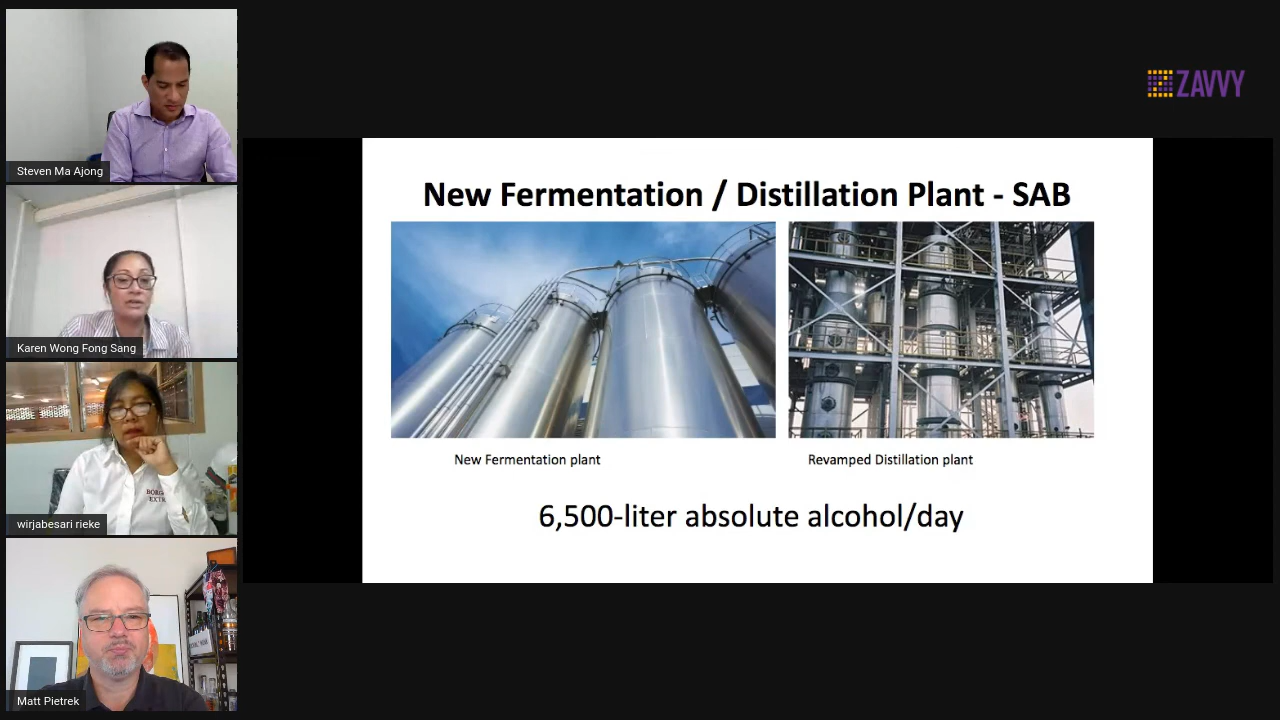 Steven Ma Ajong
Karen Wong Fong Sang
wirjabesari rieke
Matt Pietrek
ZAVVY
New Fermentation / Distillation Plant - SAB
New Fermentation plant
Revamped Distillation plant
6,500-liter absolute alcohol/day